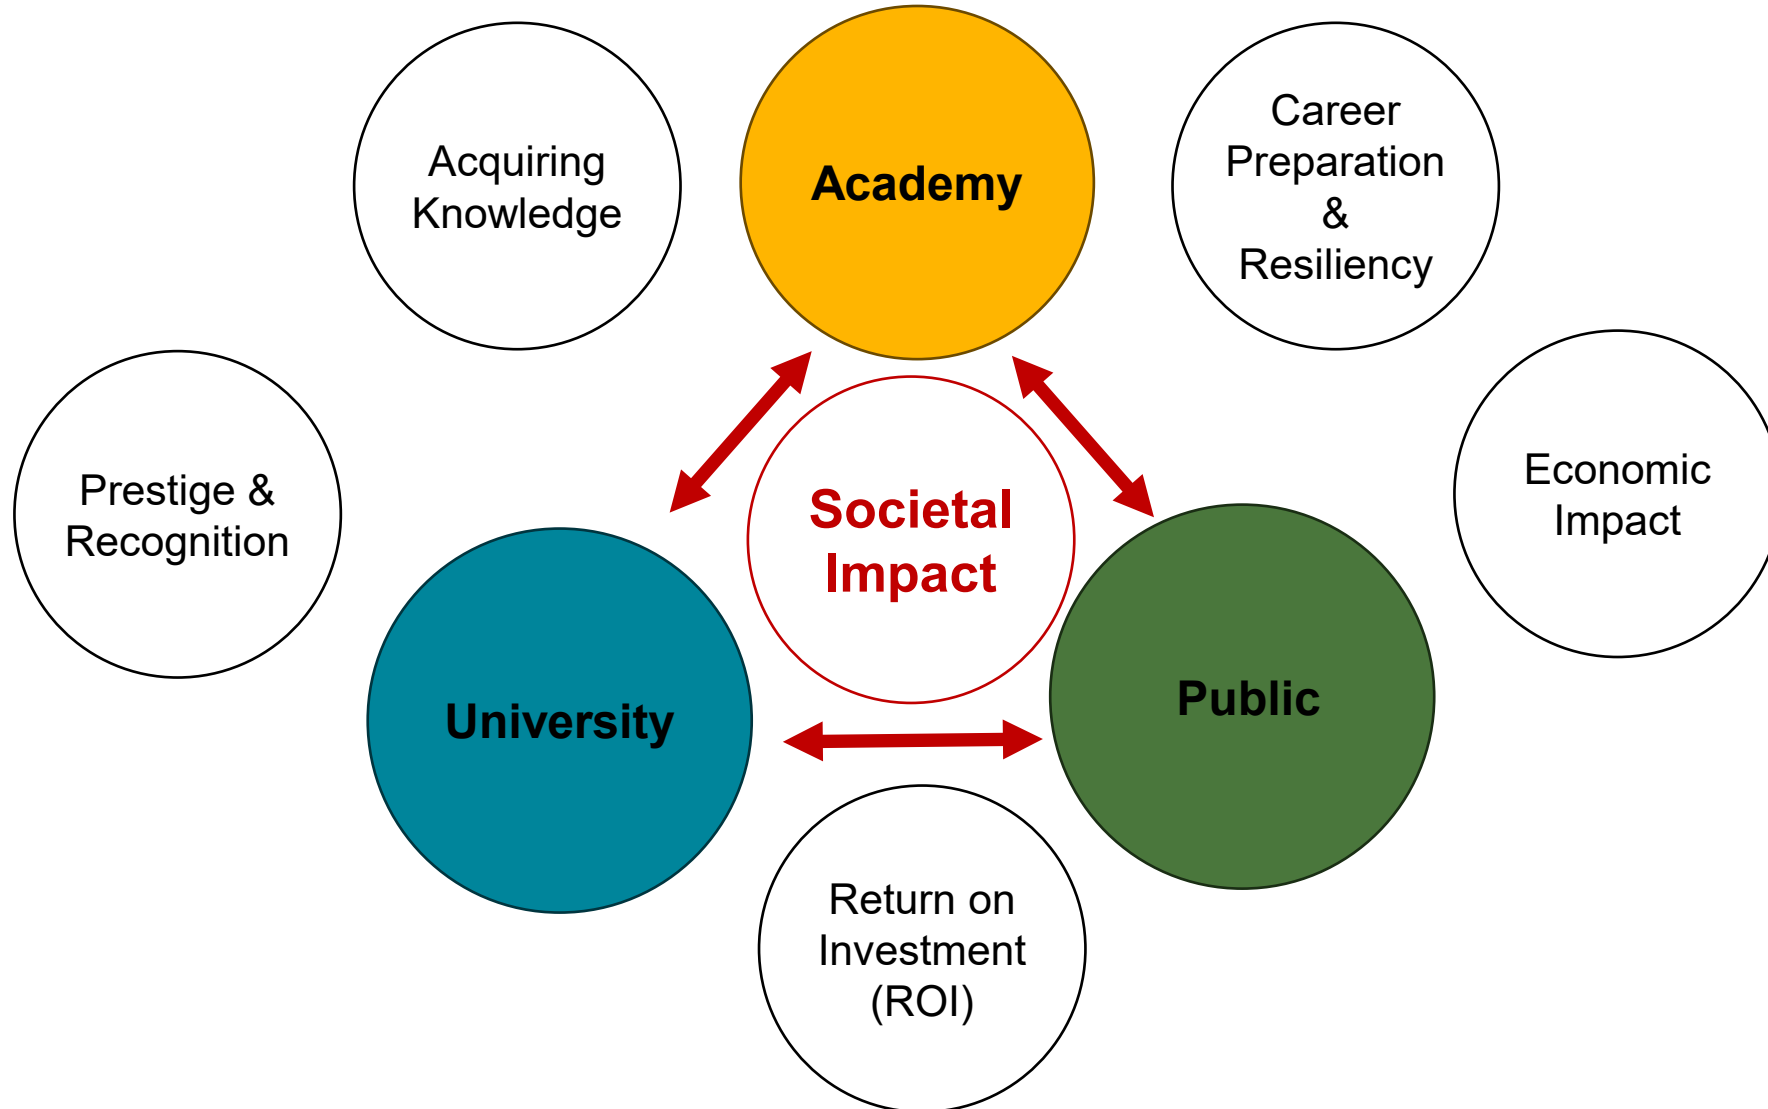 Acquiring
Knowledge
Academy
Career
Preparation
&
Resiliency
Prestige &
Recognition
Societal
Impact
Economic
Impact
University
Public
Return on
Investment
(ROI)